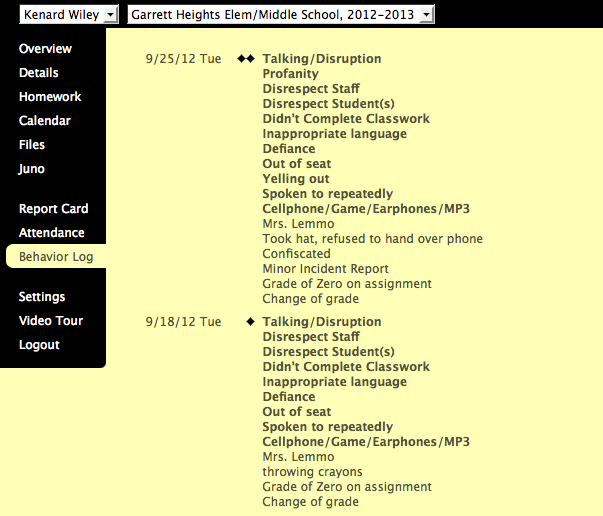 Kenard Wiley Garrett Heights Elem/Middle School, 2012-2013
Overview
Details
Homework
Calendar
Files
Juno
Report Card
Attendance
Behavior Log
Settings
Video Tour
Logout
9/25/12 Tue ◆◆ Talking/Disruption
Profanity
Disrespect Staff
Disrespect Student(s)
Didn't Complete Classwork
Inappropriate language
Defiance
Out of seat
Yelling out
Spoken to repeatedly
Cellphone/Game/Earphones/MP3
Mrs. Lemmo
Took hat, refused to hand over phone
Confiscated
Minor Incident Report
Grade of Zero on assignment
Change of grade
9/18/12 Tue ◆ Talking/Disruption
Disrespect Staff
Disrespect Student(s)
Didn't Complete Classwork
Inappropriate language
Defiance
Out of seat
Spoken to repeatedly
Cellphone/Game/Earphones/MP3
Mrs. Lemmo
throwing crayons
Grade of Zero on assignment
Change of grade